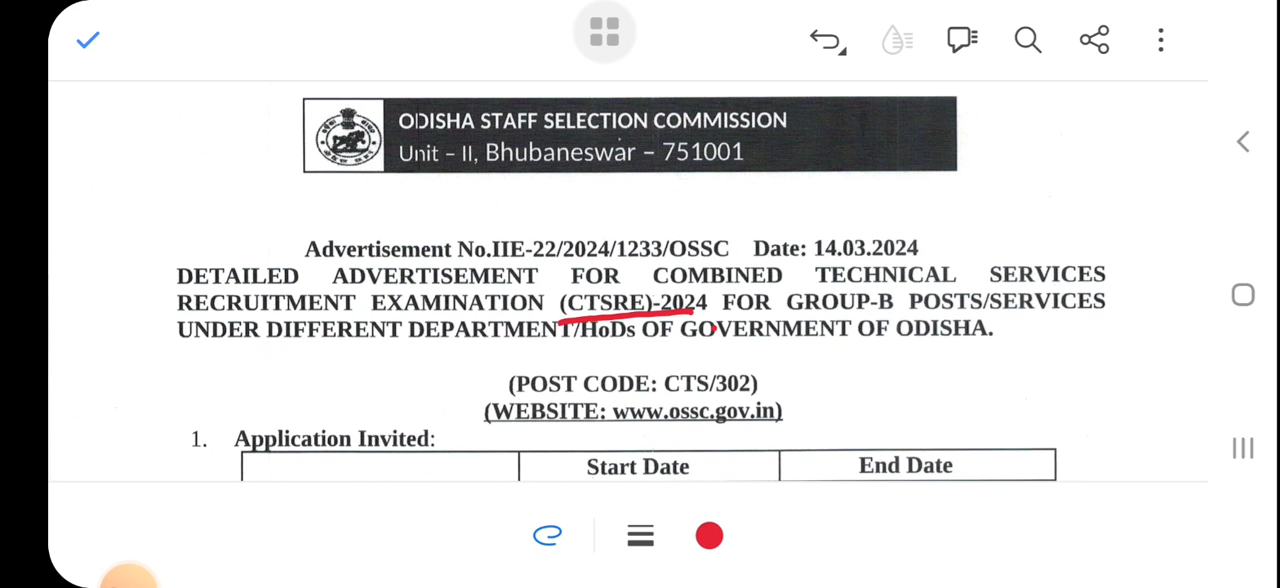 ODISHA STAFF SELECTION COMMISSION
Unit – II, Bhubaneswar – 751001
Advertisement No.IIE-22/2024/1233/OSSC Date: 14.03.2024
DETAILED ADVERTISEMENT FOR COMBINED TECHNICAL SERVICES
RECRUITMENT EXAMINATION (CTSRE)-2024 FOR GROUP-B POSTS/SERVICES
UNDER DIFFERENT DEPARTMENT/HoDs OF GOVERNMENT OF ODISHA.
(POST CODE: CTS/302)
(WEBSITE: www.ossc.gov.in)
1. Application Invited:
Start Date End Date